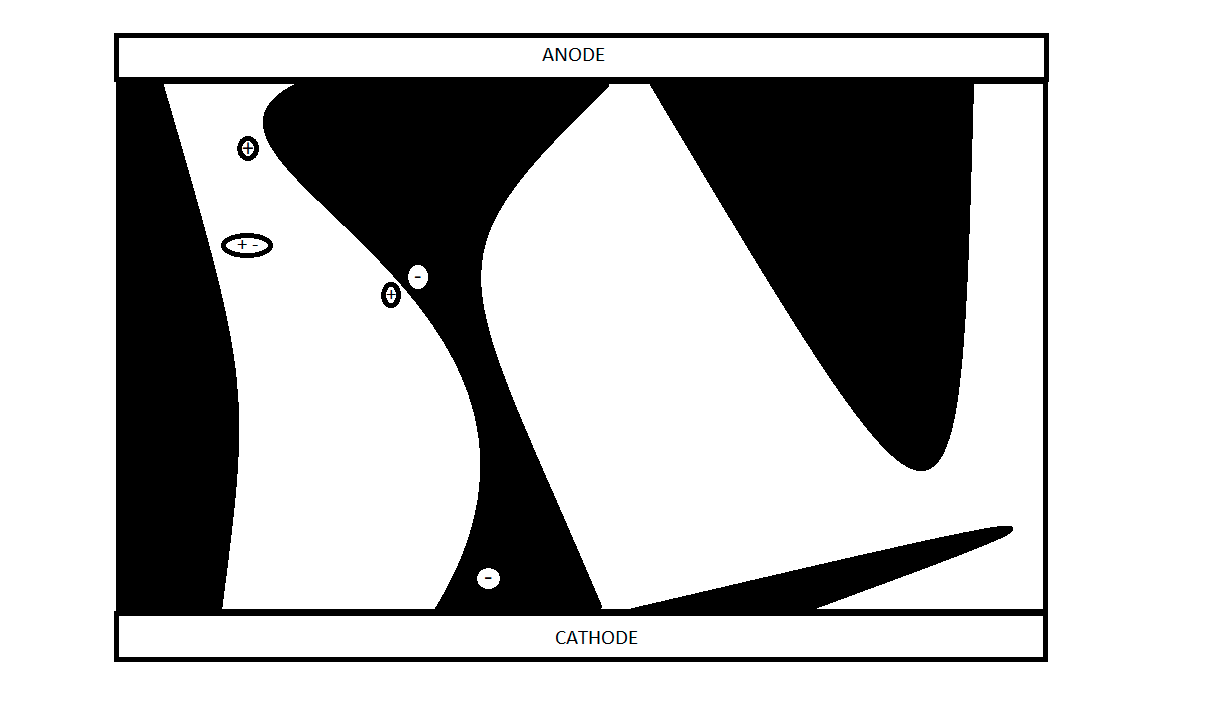 ANODE
+
+ -
-
+
-
CATHODE